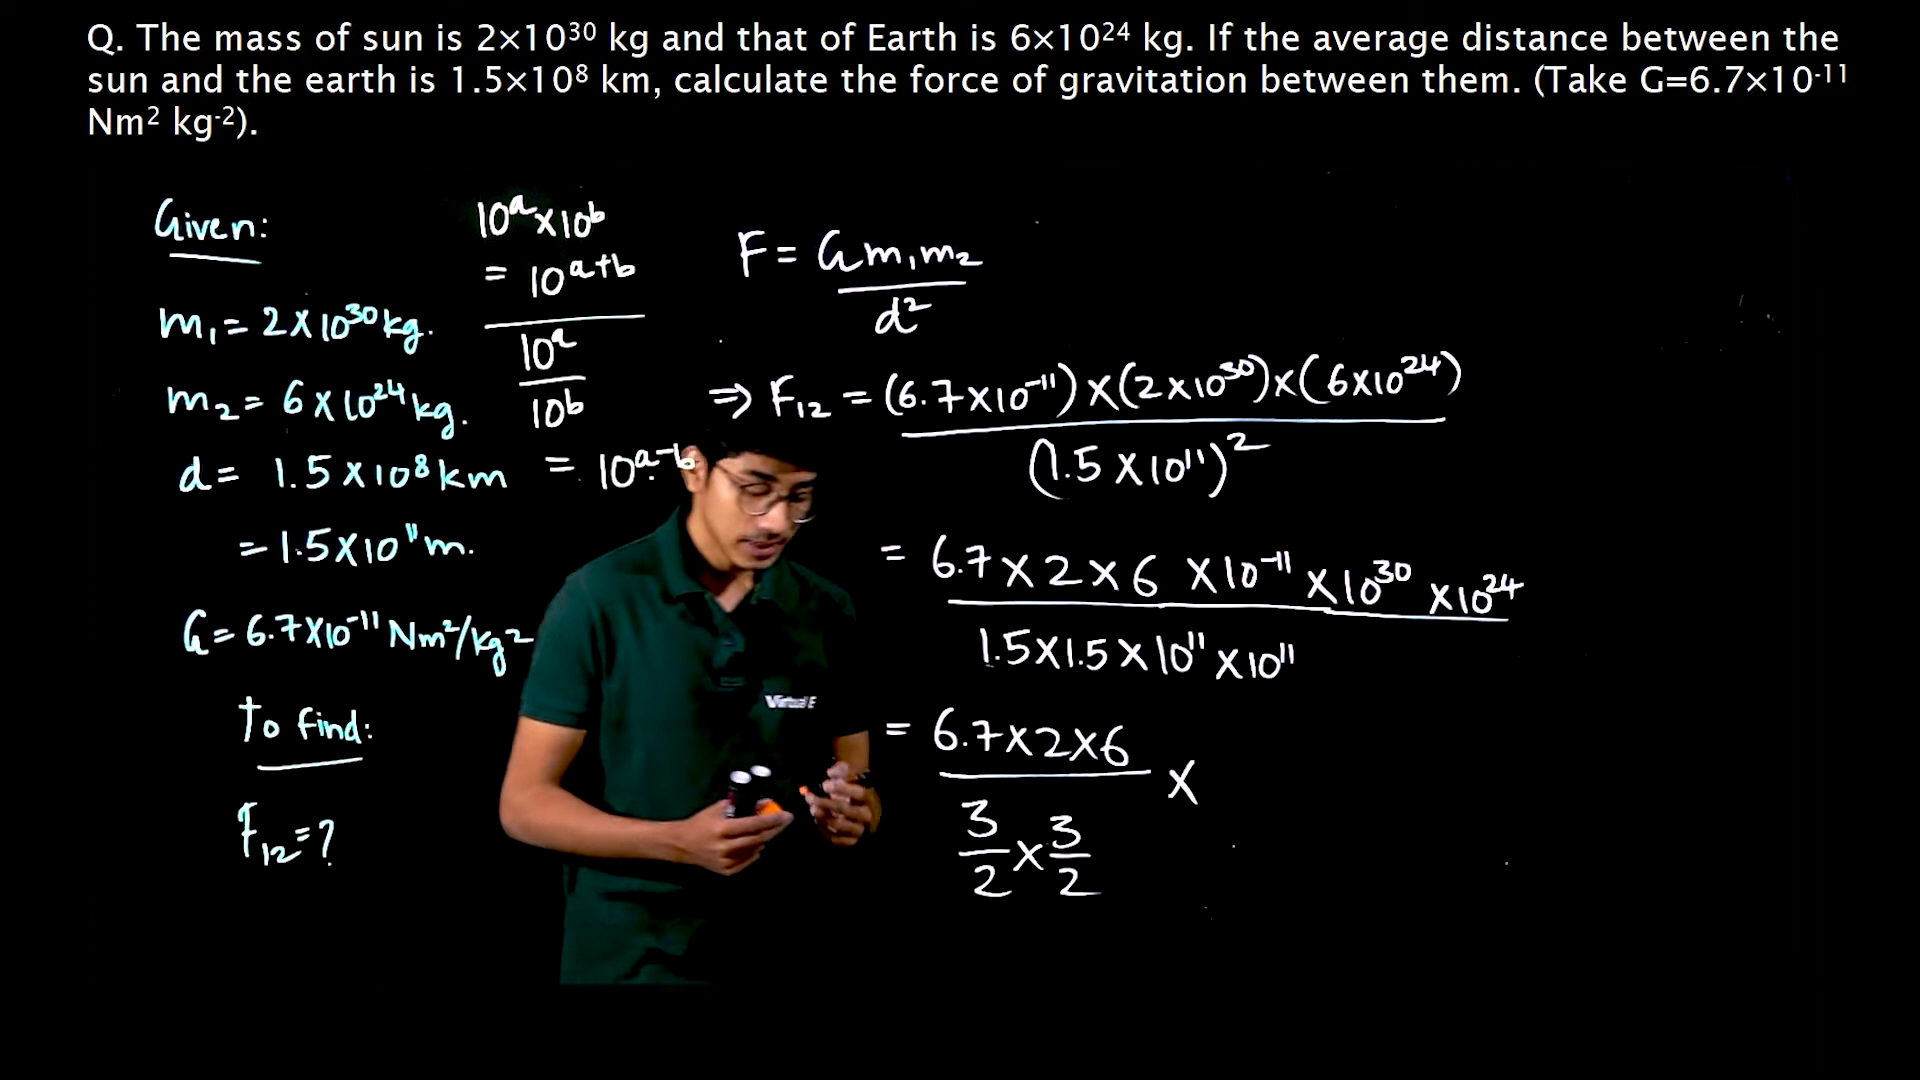 Q. The mass of sun is 2×10³⁰ kg and that of Earth is 6×10²⁴ kg. If the average distance between the
sun and the earth is 1.5×10⁸ km, calculate the force of gravitation between them. (Take G=6.7×10⁻¹¹
Nm² kg⁻²).
Given:
m₁ = 2×10³⁰ kg.
m₂ = 6×10²⁴ kg.
d = 1.5×10⁸ km
= 1.5×10¹¹ m.
G = 6.7×10⁻¹¹ Nm²/kg²
To find:
F₁₂ = ?
10ᵃ×10ᵇ
= 10ᵃ⁺ᵇ
10ᵃ
10ᵇ
= 10ᵃ⁻ᵇ
F = Gm₁m₂
d²
⇒ F₁₂ = (6.7×10⁻¹¹)×(2×10³⁰)×(6×10²⁴)
(1.5×10¹¹)²
= 6.7×2×6 ×10⁻¹¹ ×10³⁰ ×10²⁴
1.5×1.5×10¹¹ ×10¹¹
= 6.7×2×6 ×
3/2 × 3/2
Virtual E